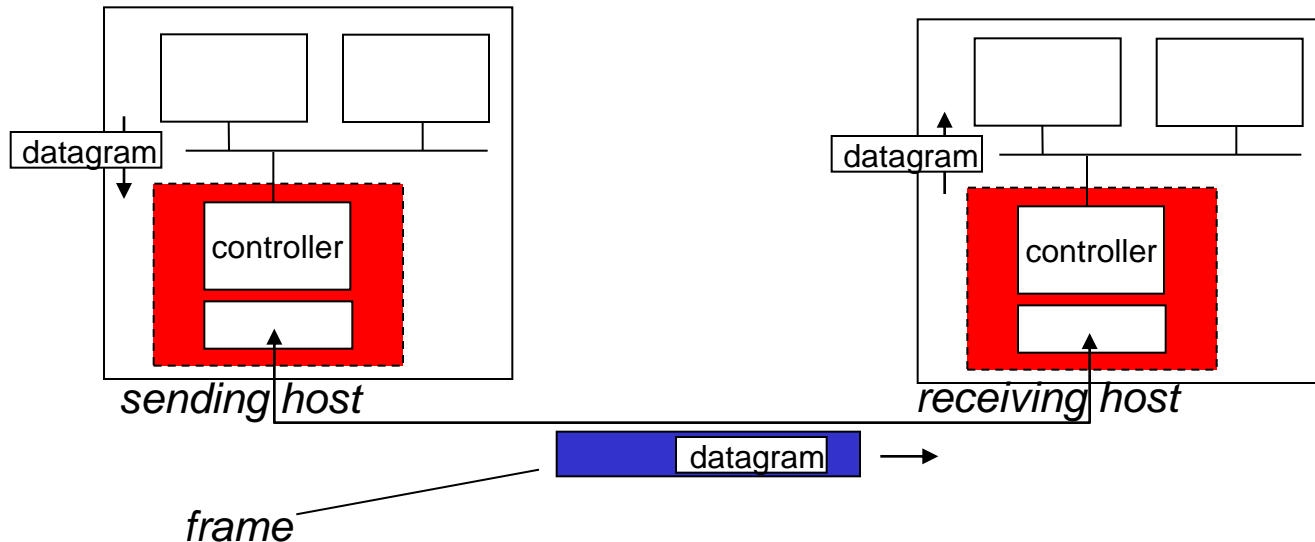 datagram
datagram
controller
controller
sending host
receiving host
datagram
frame